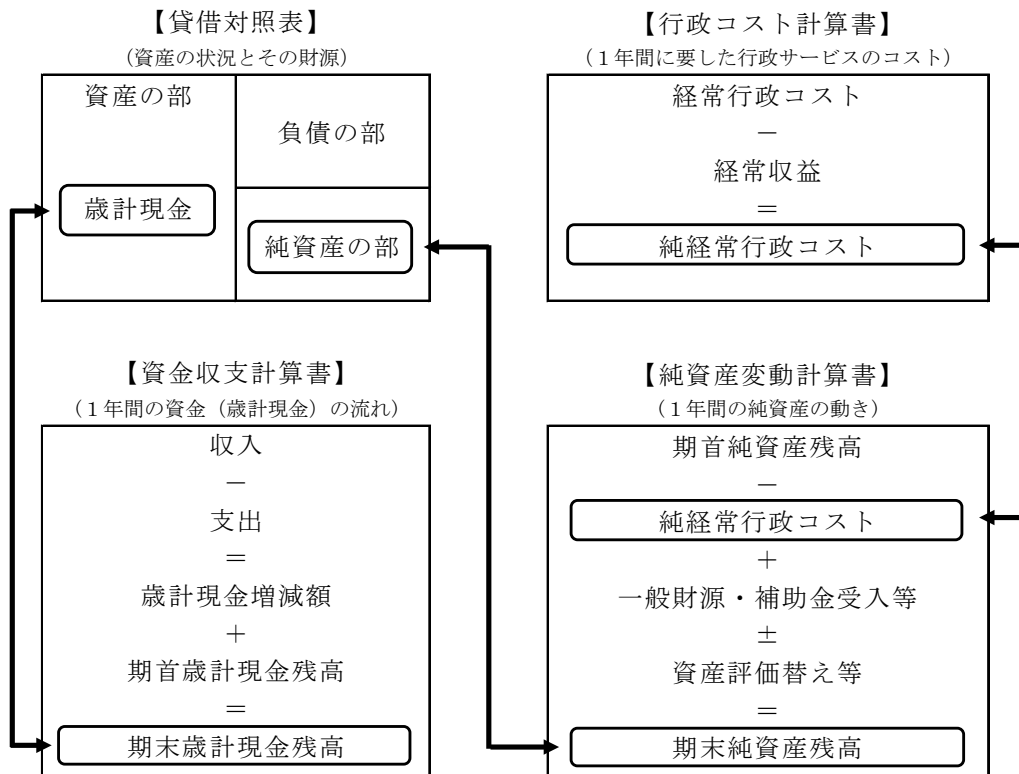 【貸借対照表】
（資産の状況とその財源）
資産の部
負債の部
歳計現金
純資産の部
【行政コスト計算書】
（１年間に要した行政サービスのコスト）
経常行政コスト
－
経常収益
＝
純経常行政コスト
【資金収支計算書】
（１年間の資金（歳計現金）の流れ）
収入
－
支出
＝
歳計現金増減額
＋
期首歳計現金残高
＝
期末歳計現金残高
【純資産変動計算書】
（１年間の純資産の動き）
期首純資産残高
－
純経常行政コスト
＋
一般財源・補助金受入等
±
資産評価替え等
＝
期末純資産残高